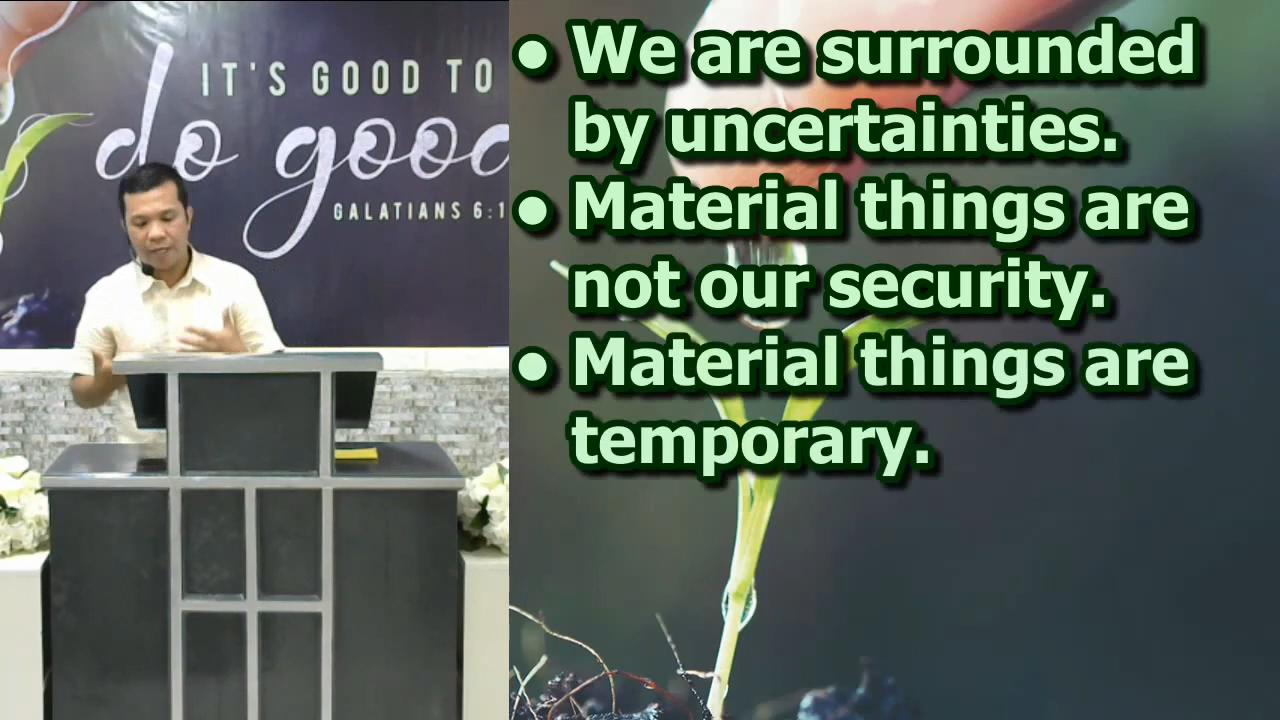 IT'S GOOD TO
do good
GALATIANS 6:1
• We are surrounded
by uncertainties.
• Material things are
not our security.
• Material things are
temporary.